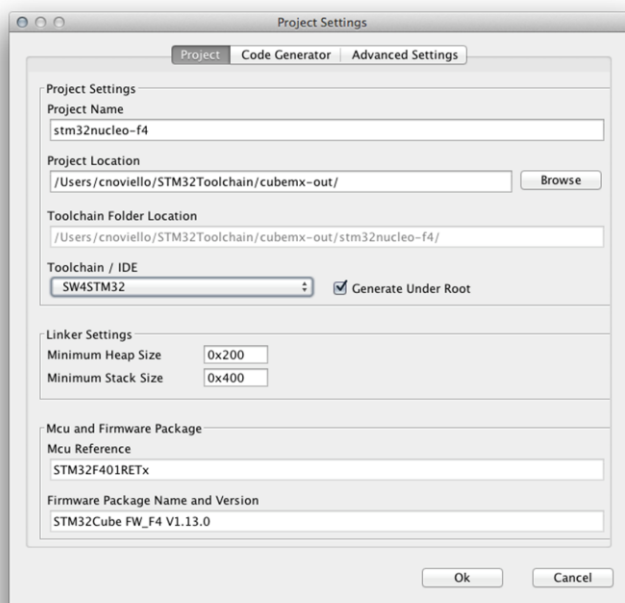 Project Settings
Project Code Generator Advanced Settings
Project Settings
Project Name
stm32nucleo-f4
Project Location
/Users/cnoviello/STM32Toolchain/cubemx-out/ Browse
Toolchain Folder Location
/Users/cnoviello/STM32Toolchain/cubemx-out/stm32nucleo-f4/
Toolchain / IDE
SW4STM32 Generate Under Root
Linker Settings
Minimum Heap Size 0x200
Minimum Stack Size 0x400
Mcu and Firmware Package
Mcu Reference
STM32F401RETx
Firmware Package Name and Version
STM32Cube FW_F4 V1.13.0
Ok Cancel